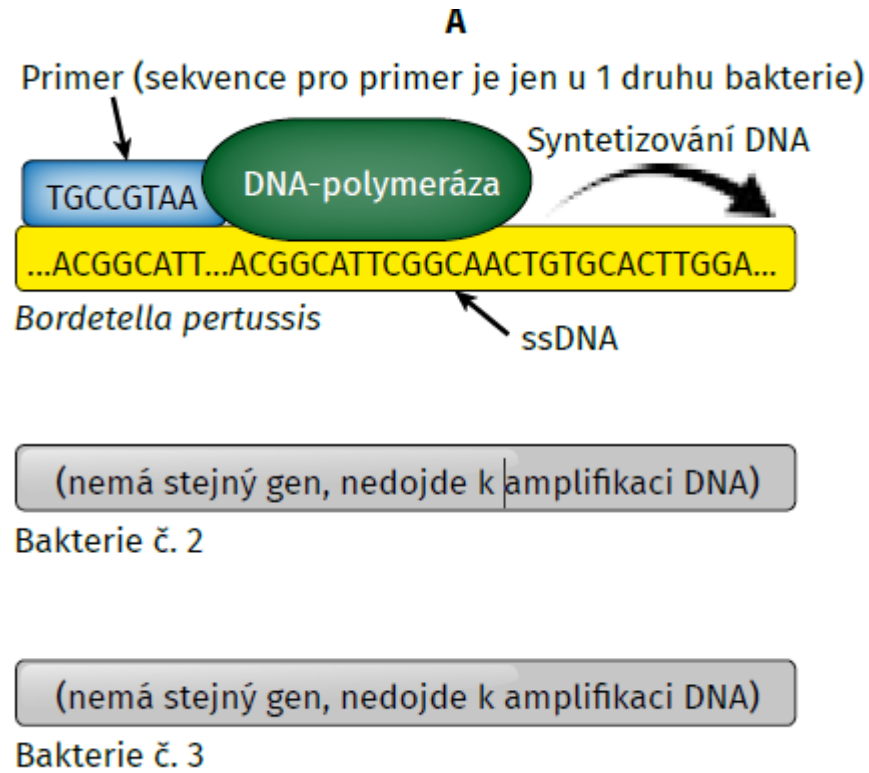 A
Primer (sekvence pro primer je jen u 1 druhu bakterie)
Syntetizování DNA
DNA-polymeráza
TGCCGTAA
...ACGGCATT...ACGGCATTCGGCAACTGTGCACTTGGA...
Bordetella pertussis
ssDNA
(nemá stejný gen, nedojde k amplifikaci DNA)
Bakterie č. 2
(nemá stejný gen, nedojde k amplifikaci DNA)
Bakterie č. 3